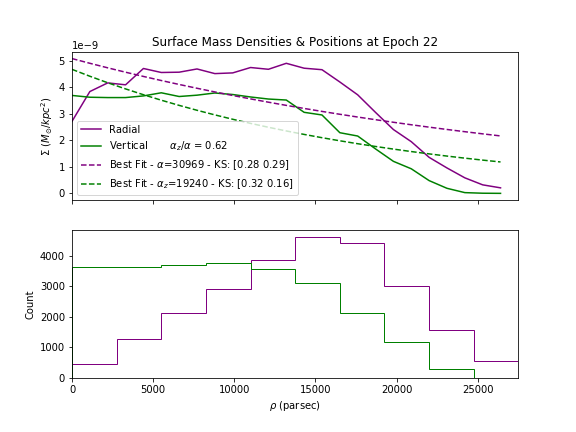 Surface Mass Densities & Positions at Epoch 22
1e−9
5
4
3
2
1
0
Σ (M⊙/kpc²)
Radial
Vertical α_z/α = 0.62
Best Fit - α=30969 - KS: [0.28 0.29]
Best Fit - α_z=19240 - KS: [0.32 0.16]
4000
3000
2000
1000
0
Count
0 5000 10000 15000 20000 25000
ρ (parsec)